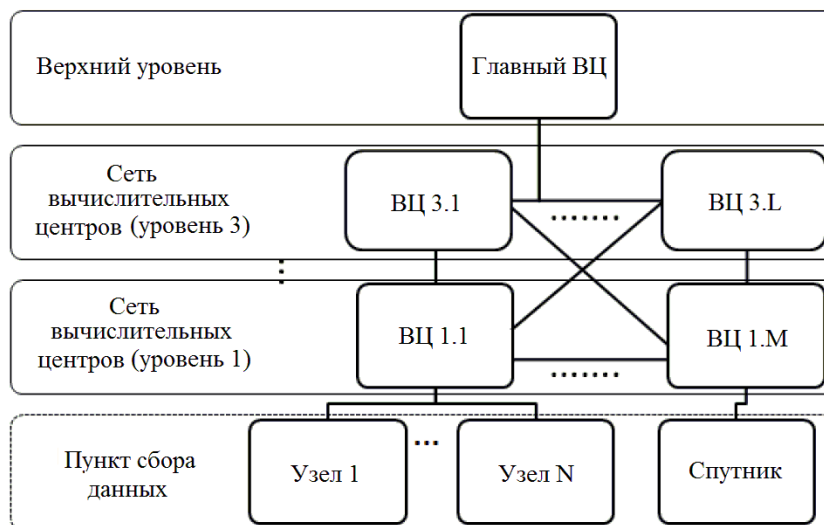 Верхний уровень
Главный ВЦ
Сеть
вычислительных
центров (уровень 3)
ВЦ 3.1
.......
ВЦ 3.L
Сеть
вычислительных
центров (уровень 1)
ВЦ 1.1
.......
ВЦ 1.M
Пункт сбора
данных
Узел 1
...
Узел N
Спутник